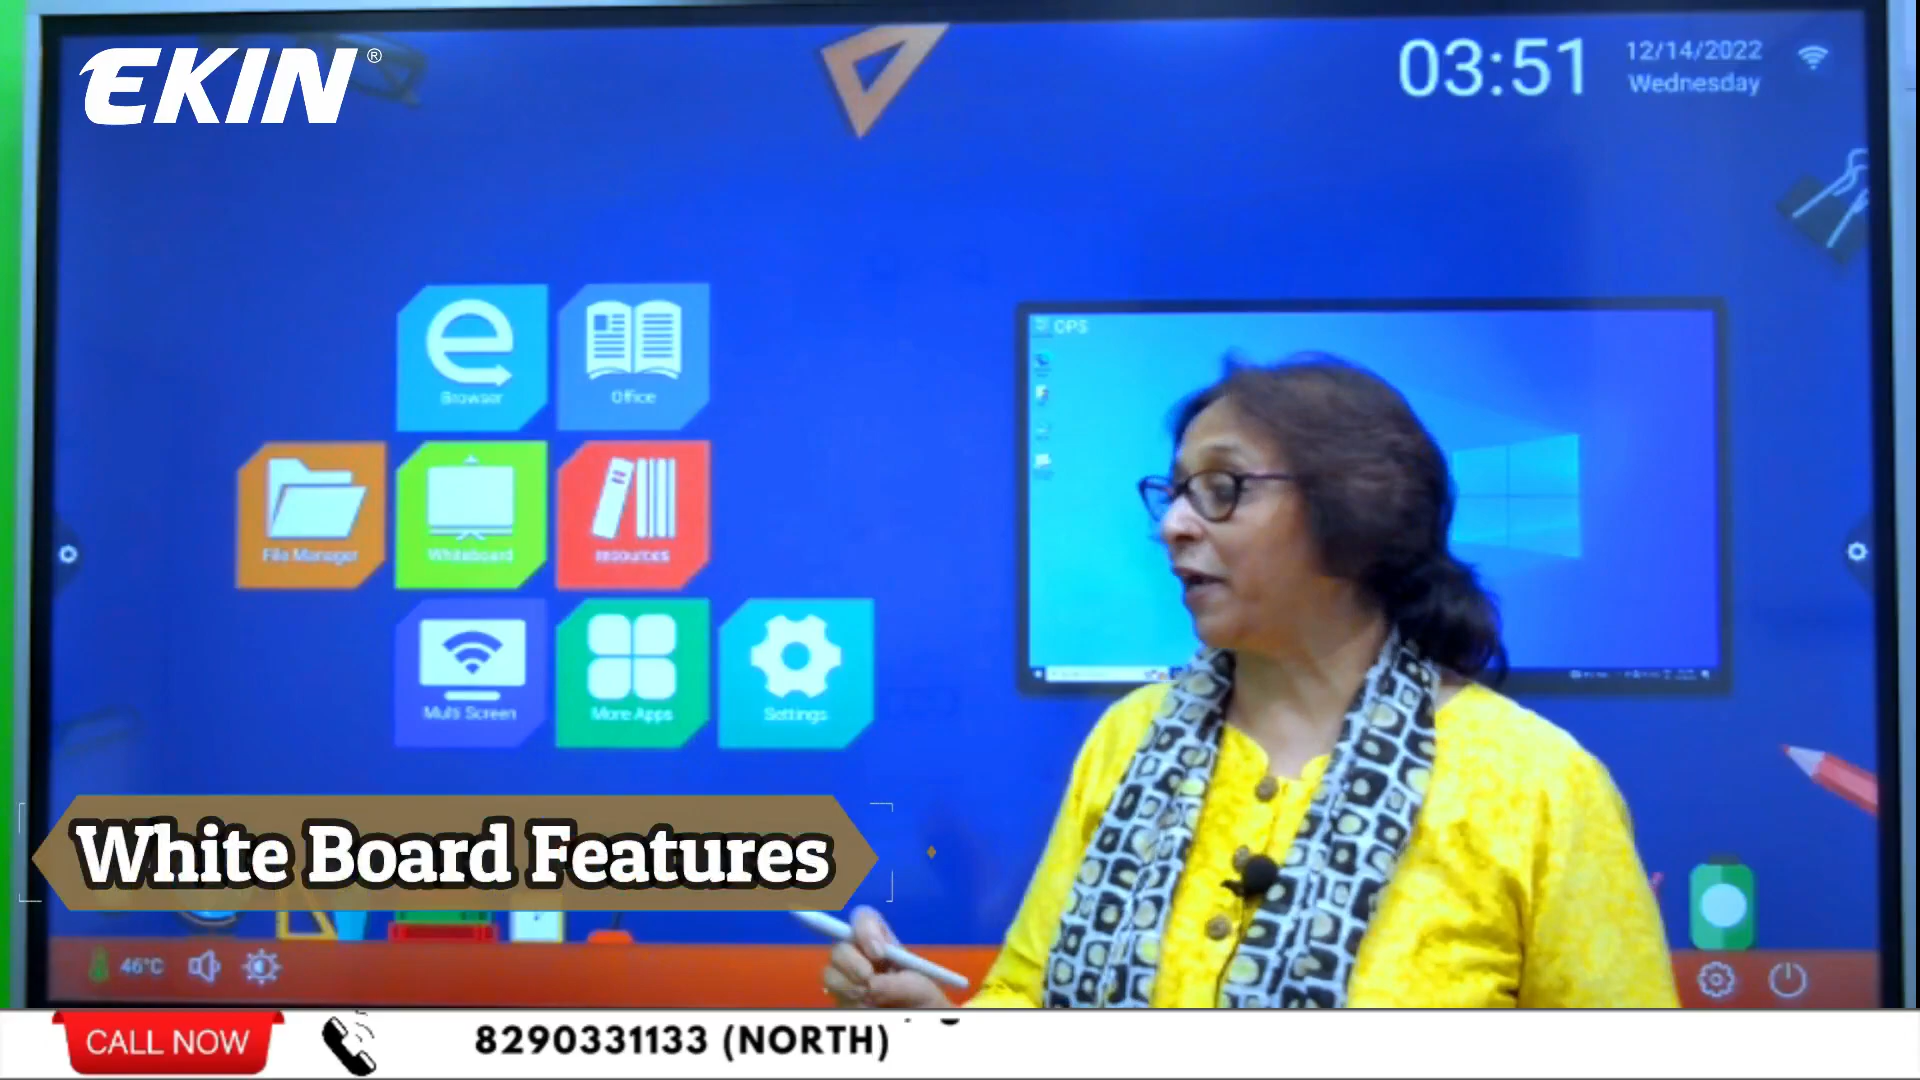 EKIN®
03:51
12/14/2022
Wednesday
Browser
Office
OPS
File Manager
Whiteboard
resources
Multi Screen
More Apps
Settings
White Board Features
46°C
CALL NOW
8290331133 (NORTH)